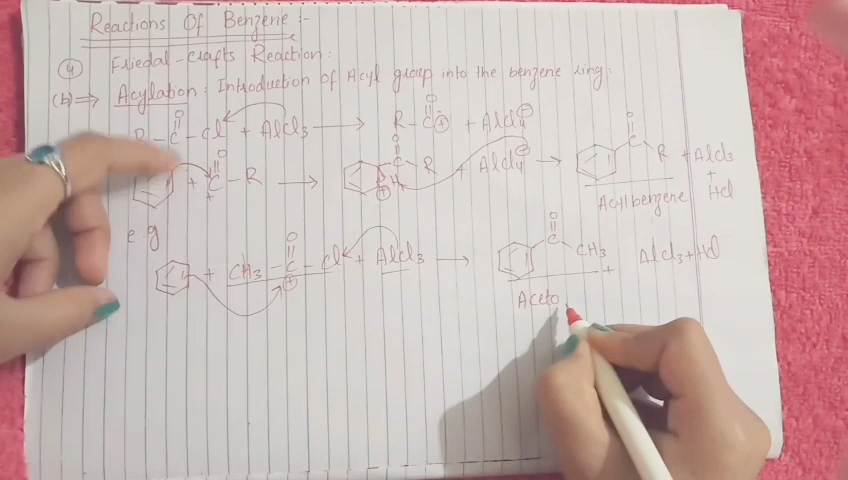 Reactions Of Benzene :-
④ Friedal-Crafts Reaction:
(b)⇒ Acylation : Introduction of Acyl group into the benzene ring:
R-C(=O)-Cl + AlCl3 → R-C(=O)⊕ + AlCl4⊖
+ C(=O)+-R → C(=O)-R H ⊕ + AlCl4⊖ → C(=O)-R + AlCl3 + HCl
Acylbenzene
e.g
+ CH3-C(=O)-Cl ⊕ + AlCl3 → C(=O)-CH3 + AlCl3 + HCl
Aceto